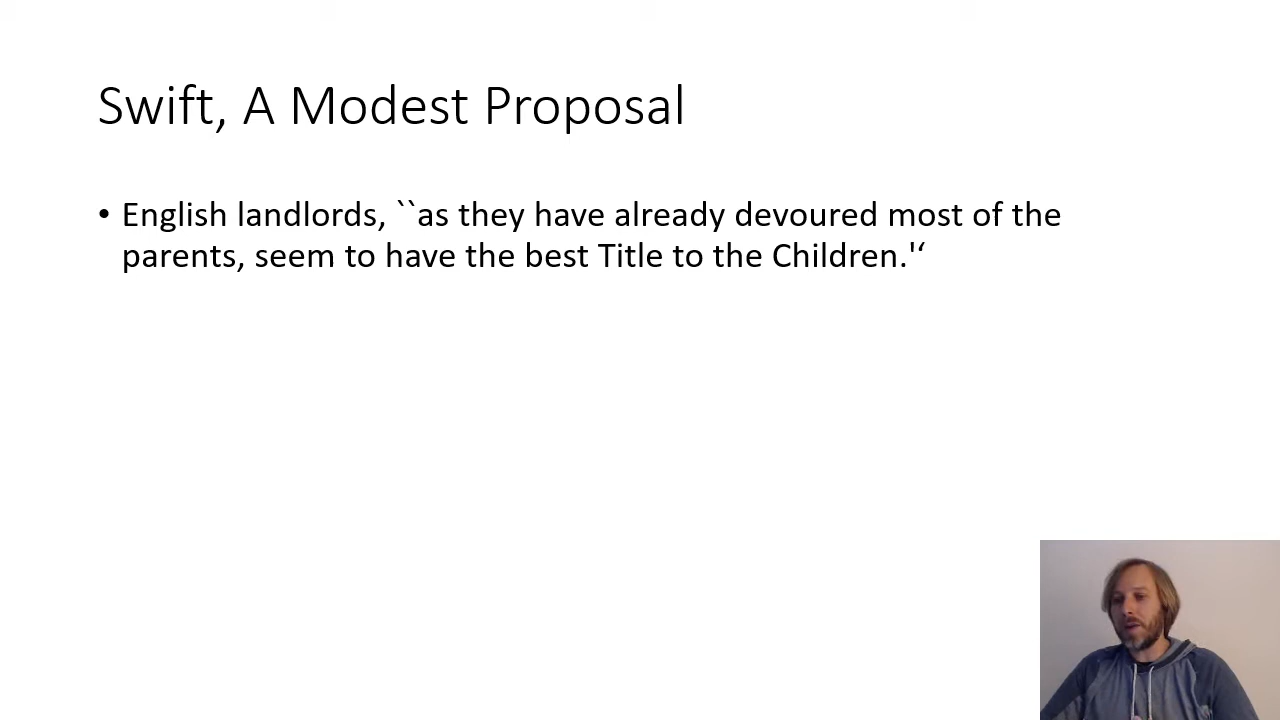 Swift, A Modest Proposal
• English landlords, ``as they have already devoured most of the
parents, seem to have the best Title to the Children.'‘